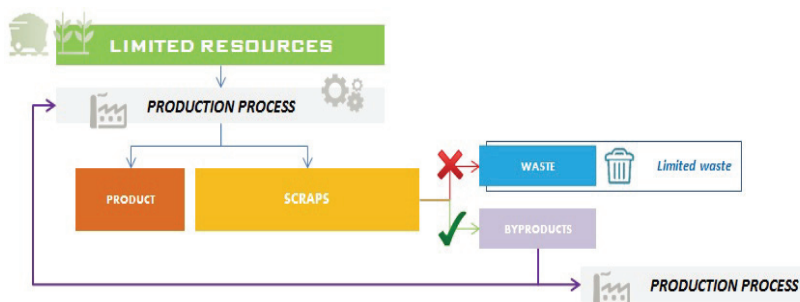 LIMITED RESOURCES
PRODUCTION PROCESS
PRODUCT
SCRAPS
WASTE
Limited waste
BYPRODUCTS
PRODUCTION PROCESS